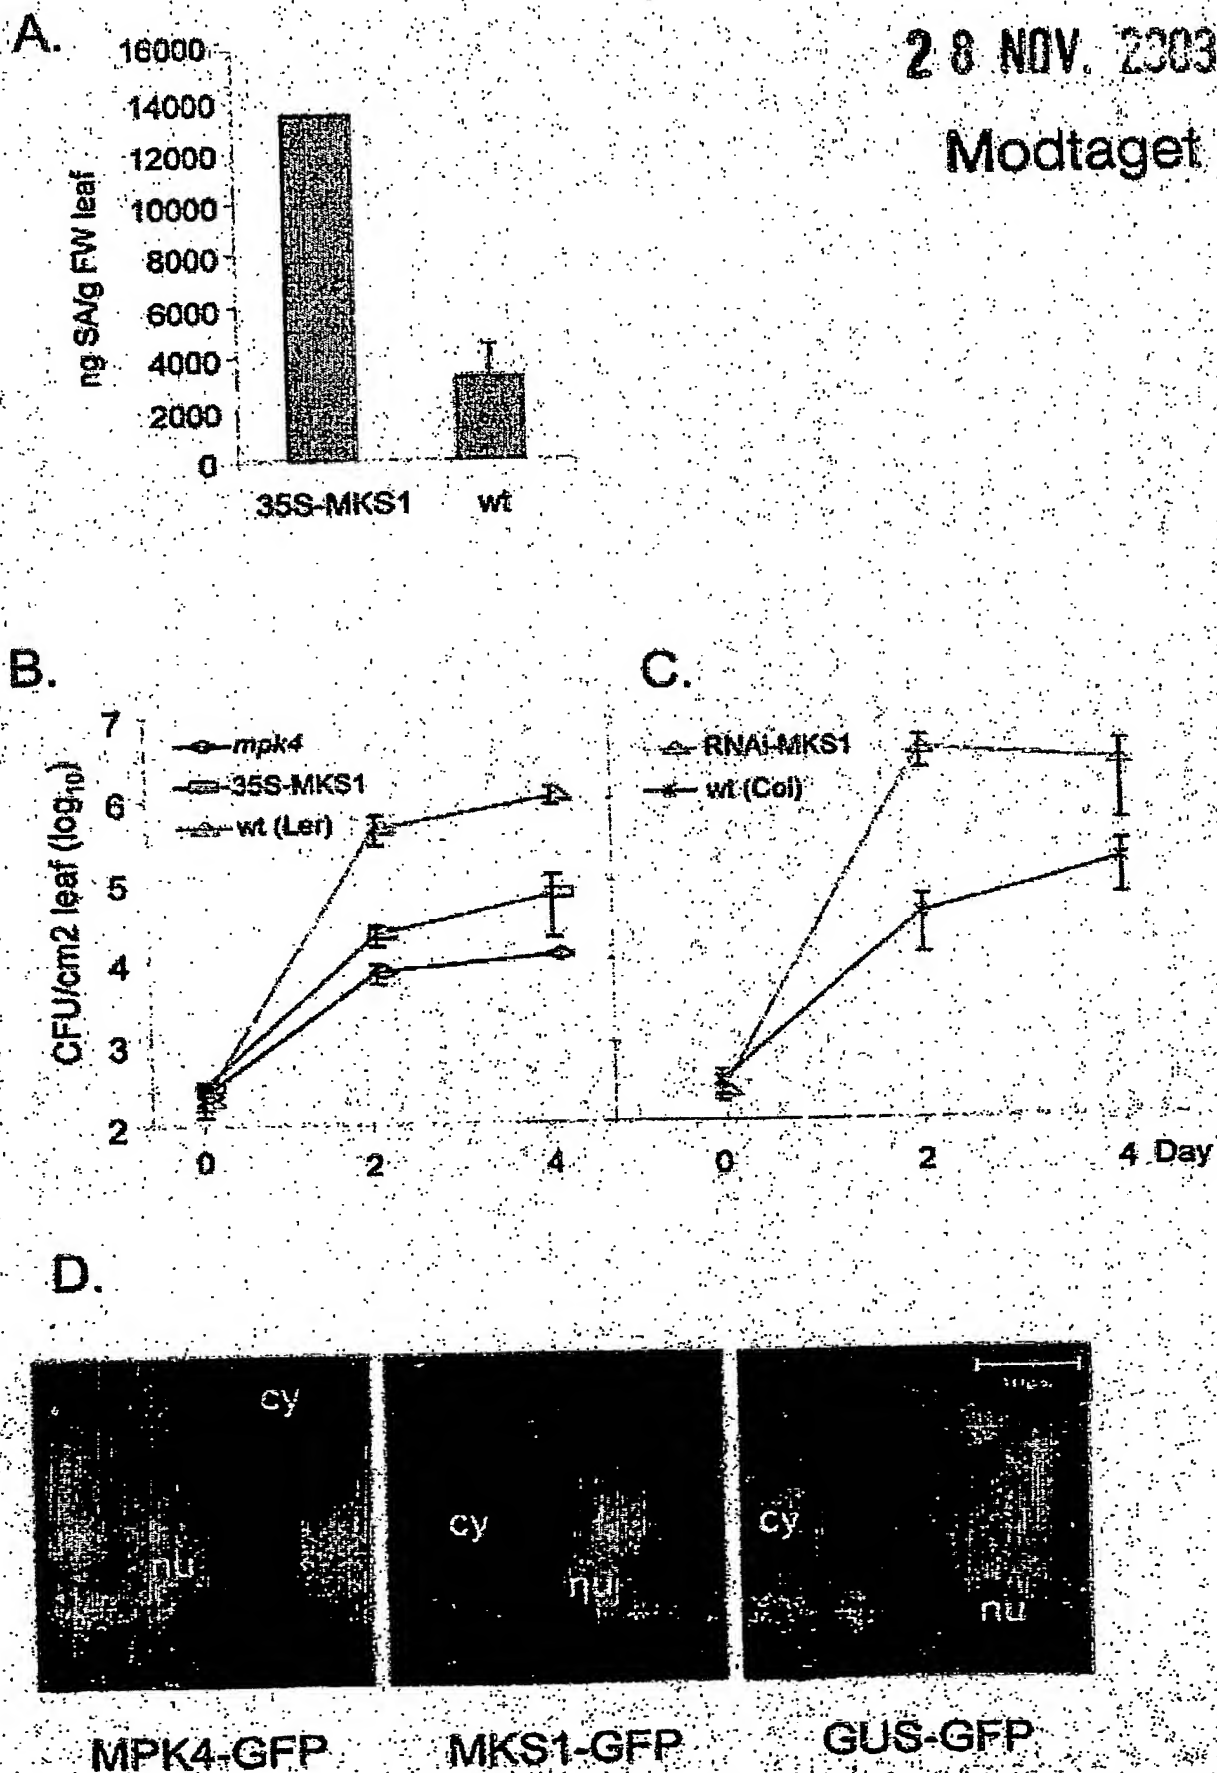 A.
28 NOV. 2003
Modtaget
16000
14000
12000
10000
8000
6000
4000
2000
0
ng SA/g FW leaf
35S-MKS1
wt
B.
C.
7
6
5
4
3
2
CFU/cm2 leaf (log10)
mpk4
35S-MKS1
wt (Ler)
RNAi-MKS1
wt (Col)
0
2
4
0
2
4 Day
D.
cy
nu
cy
nu
cy
nu
MPK4-GFP
MKS1-GFP
GUS-GFP